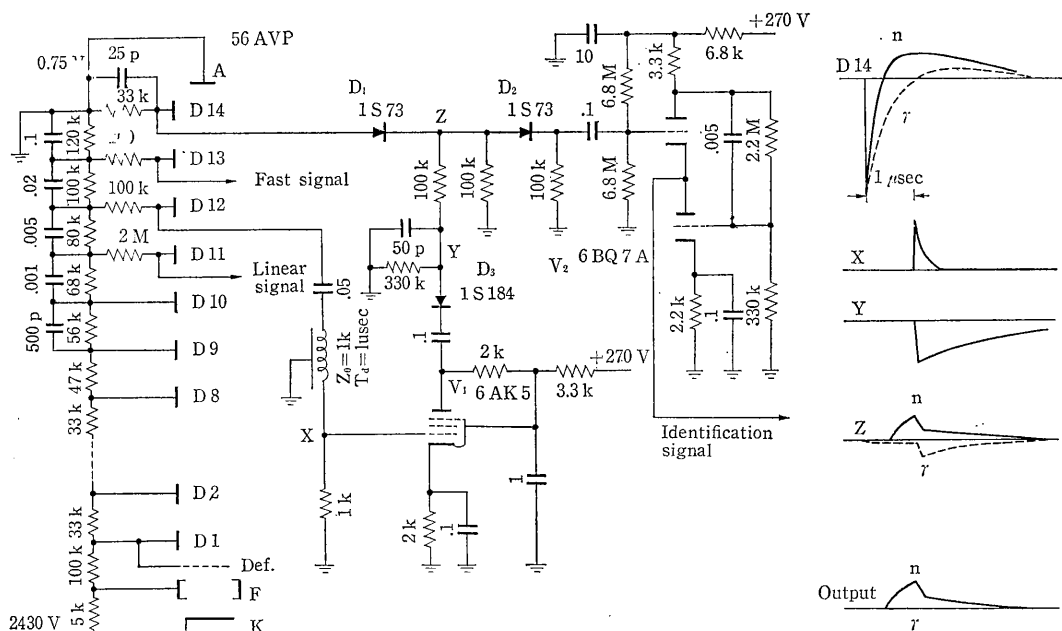 56 AVP
25 p
A
33 k
D 14
.1
120 k
D 13
.02
100 k
100 k
Fast signal
D 12
.005
80 k
2 M
D 11
.001
68 k
Linear
signal
D 10
500 p
56 k
D 9
47 k
D 8
33 k
D 2
33 k
D 1
100 k
Def.
F
5 k
2430 V
K
D₁
1 S 73
Z
D₂
1 S 73
.1
100 k
100 k
100 k
50 p
Y
330 k
D₃
1 S 184
.05
Z₀=1k
T_d=1μsec
V₁
6 AK 5
2 k
+270 V
3.3 k
X
1 k
2 k
.1
10
6.8 M
3.3 k
6.8 k
+270 V
6.8 M
.005
2.2 M
V₂
6 BQ 7 A
2.2 k
.1
330 k
Identification
signal
n
D 14
γ
1 μsec
X
Y
n
Z
γ
n
Output
γ